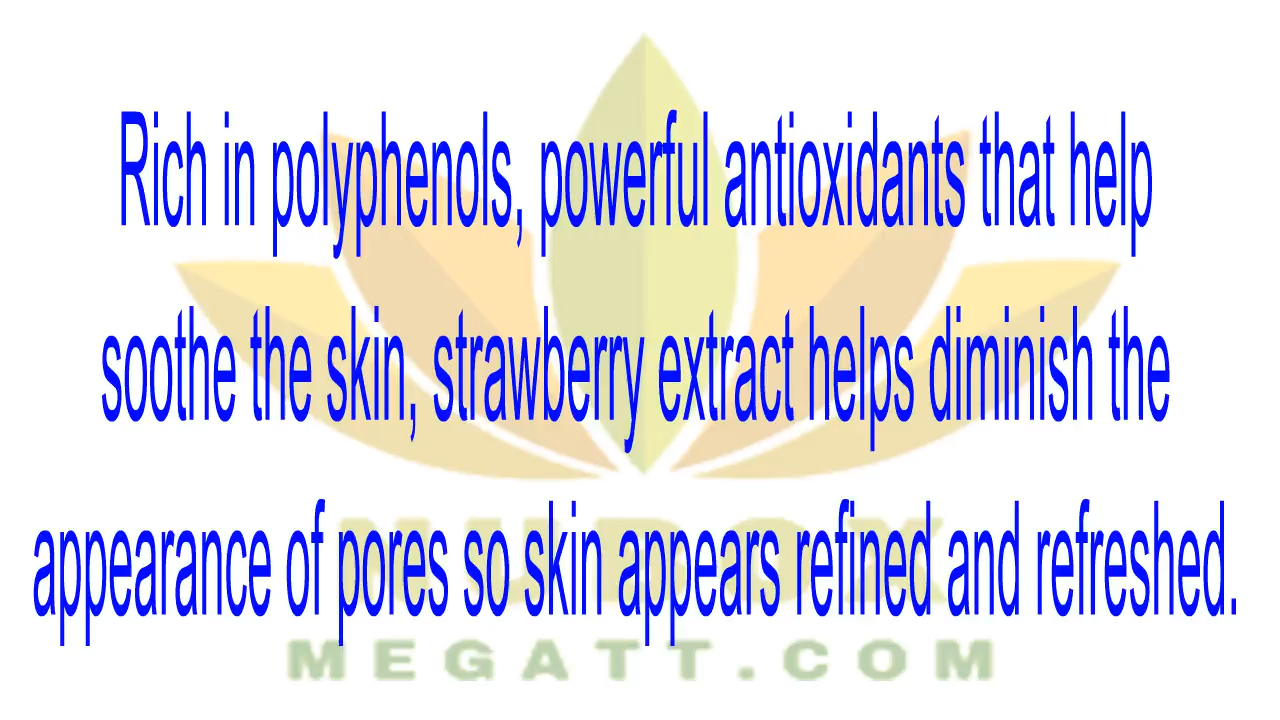 Rich in polyphenols, powerful antioxidants that help
soothe the skin, strawberry extract helps diminish the
appearance of pores so skin appears refined and refreshed.
NUBOX
MEGATT.COM